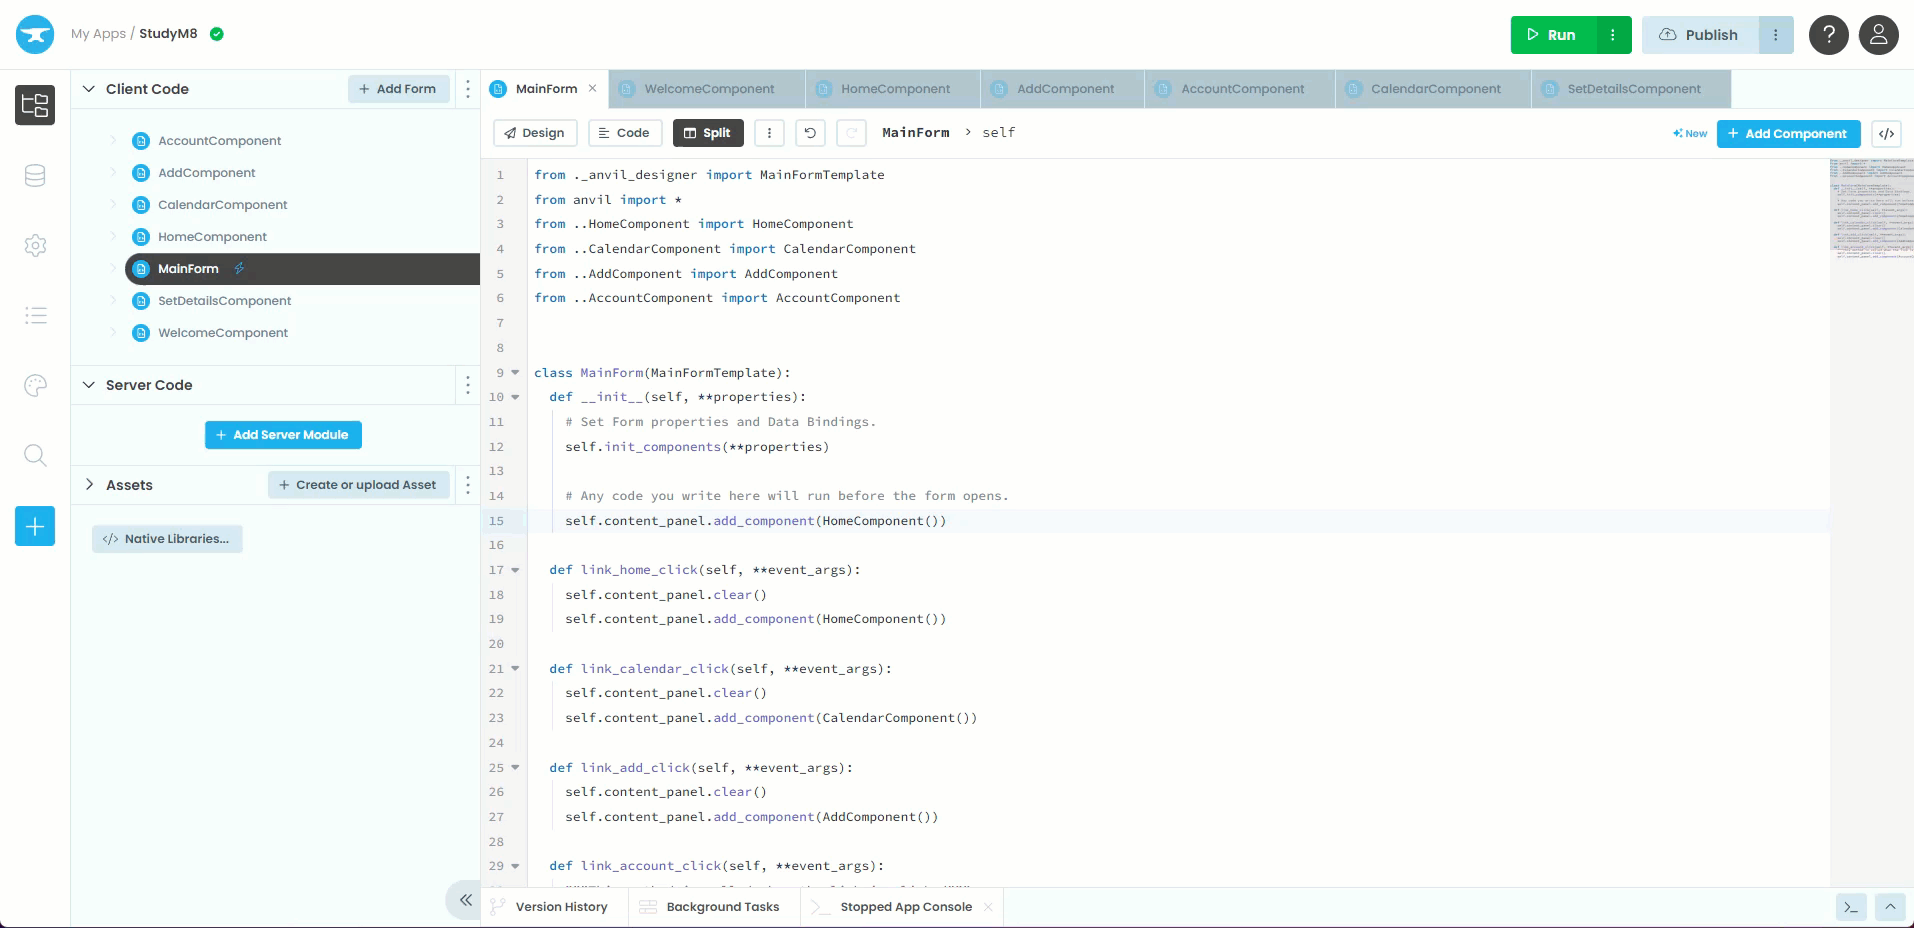 My Apps / StudyM8
Run
Publish
?
Client Code
+ Add Form
AccountComponent
AddComponent
CalendarComponent
HomeComponent
MainForm
SetDetailsComponent
WelcomeComponent
Server Code
+ Add Server Module
Assets
+ Create or upload Asset
</> Native Libraries...
MainForm ×
WelcomeComponent
HomeComponent
AddComponent
AccountComponent
CalendarComponent
SetDetailsComponent
Design
Code
Split
MainForm > self
New
+ Add Component
</>
1 from ._anvil_designer import MainFormTemplate
2 from anvil import *
3 from ..HomeComponent import HomeComponent
4 from ..CalendarComponent import CalendarComponent
5 from ..AddComponent import AddComponent
6 from ..AccountComponent import AccountComponent
7
8
9 class MainForm(MainFormTemplate):
10 def __init__(self, **properties):
11 # Set Form properties and Data Bindings.
12 self.init_components(**properties)
13
14 # Any code you write here will run before the form opens.
15 self.content_panel.add_component(HomeComponent())
16
17 def link_home_click(self, **event_args):
18 self.content_panel.clear()
19 self.content_panel.add_component(HomeComponent())
20
21 def link_calendar_click(self, **event_args):
22 self.content_panel.clear()
23 self.content_panel.add_component(CalendarComponent())
24
25 def link_add_click(self, **event_args):
26 self.content_panel.clear()
27 self.content_panel.add_component(AddComponent())
28
29 def link_account_click(self, **event_args):
Version History
Background Tasks
Stopped App Console ×